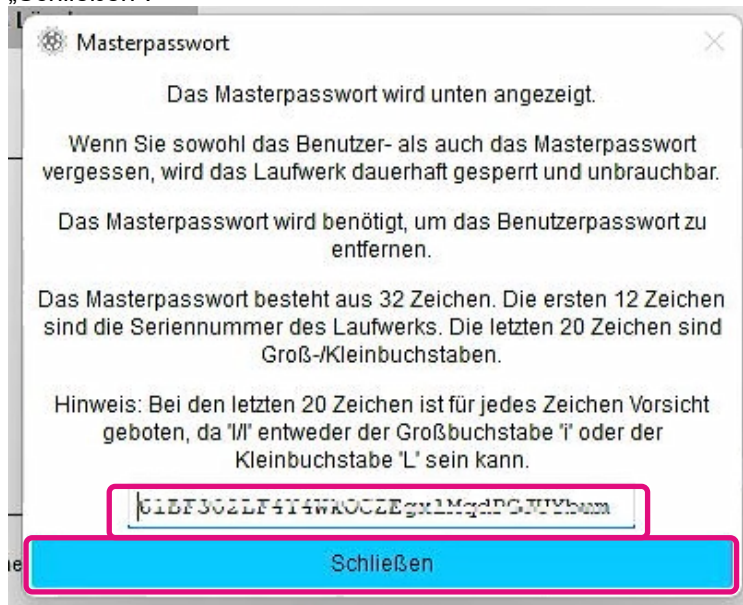 „Schließen“.
Masterpasswort
Das Masterpasswort wird unten angezeigt.
Wenn Sie sowohl das Benutzer- als auch das Masterpasswort
vergessen, wird das Laufwerk dauerhaft gesperrt und unbrauchbar.
Das Masterpasswort wird benötigt, um das Benutzerpasswort zu
entfernen.
Das Masterpasswort besteht aus 32 Zeichen. Die ersten 12 Zeichen
sind die Seriennummer des Laufwerks. Die letzten 20 Zeichen sind
Groß-/Kleinbuchstaben.
Hinweis: Bei den letzten 20 Zeichen ist für jedes Zeichen Vorsicht
geboten, da 'I/l' entweder der Großbuchstabe 'i' oder der
Kleinbuchstabe 'L' sein kann.
Schließen